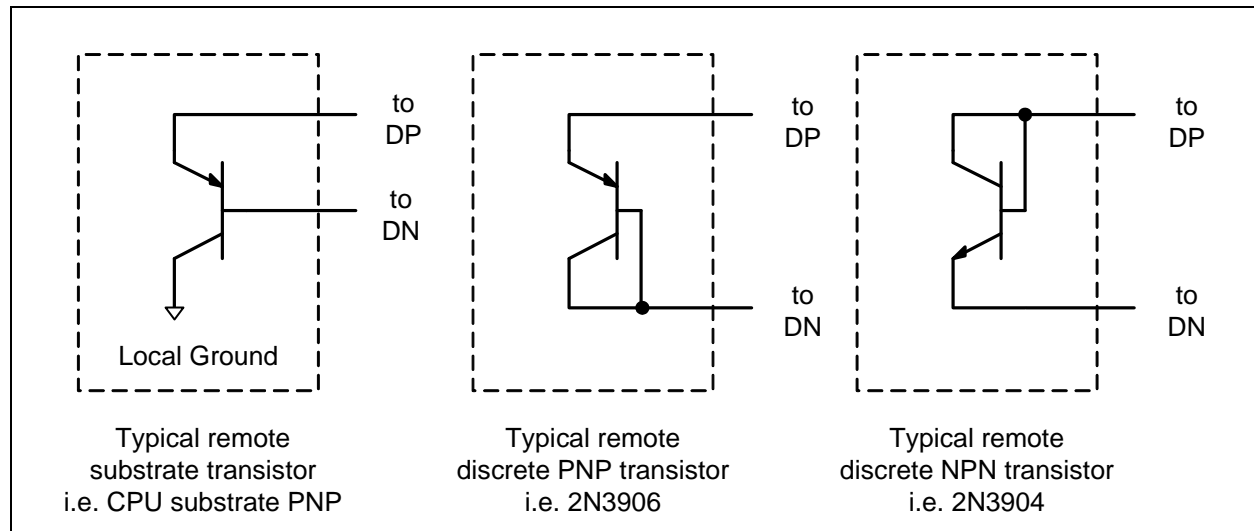 to
DP
to
DN
Local Ground
Typical remote
substrate transistor
i.e. CPU substrate PNP
to
DP
to
DN
Typical remote
discrete PNP transistor
i.e. 2N3906
to
DP
to
DN
Typical remote
discrete NPN transistor
i.e. 2N3904